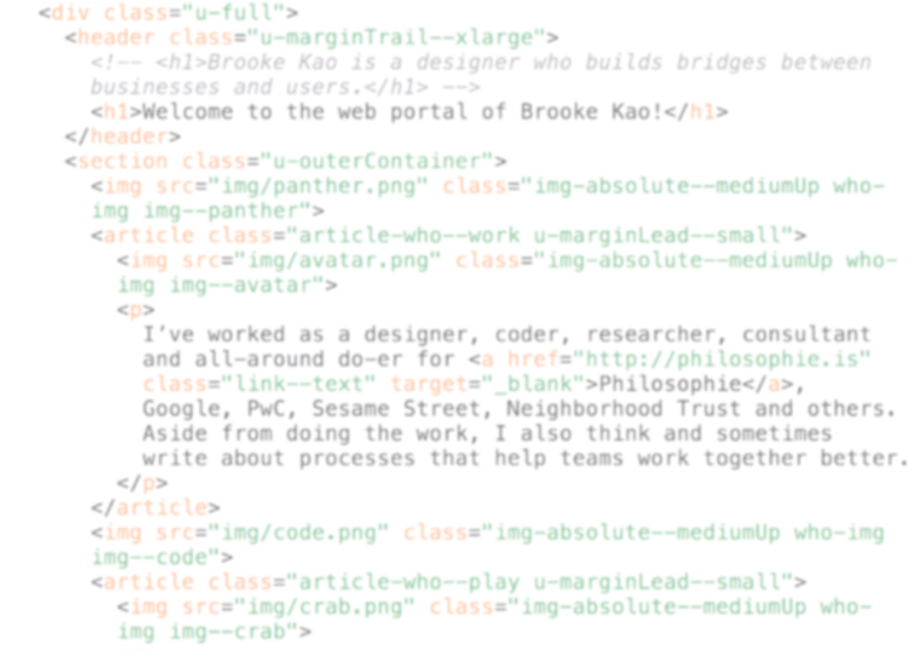 <div class="u-full">
<header class="u-marginTrail--xlarge">
<!-- <h1>Brooke Kao is a designer who builds bridges between
businesses and users.</h1> -->
<h1>Welcome to the web portal of Brooke Kao!</h1>
</header>
<section class="u-outerContainer">
<img src="img/panther.png" class="img-absolute--mediumUp who-
img img--panther">
<article class="article-who--work u-marginLead--small">
<img src="img/avatar.png" class="img-absolute--mediumUp who-
img img--avatar">
<p>
I’ve worked as a designer, coder, researcher, consultant
and all-around do-er for <a href="http://philosophie.is"
class="link--text" target="_blank">Philosophie</a>,
Google, PwC, Sesame Street, Neighborhood Trust and others.
Aside from doing the work, I also think and sometimes
write about processes that help teams work together better.
</p>
</article>
<img src="img/code.png" class="img-absolute--mediumUp who-img
img--code">
<article class="article-who--play u-marginLead--small">
<img src="img/crab.png" class="img-absolute--mediumUp who-
img img--crab">